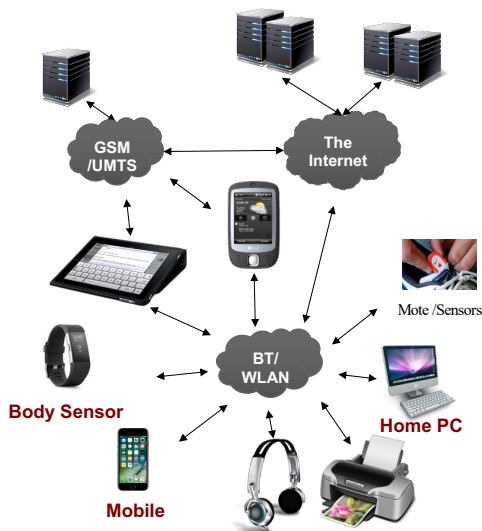 GSM
/UMTS
The
Internet
Mote /Sensors
BT/
WLAN
Body Sensor
Home PC
Mobile